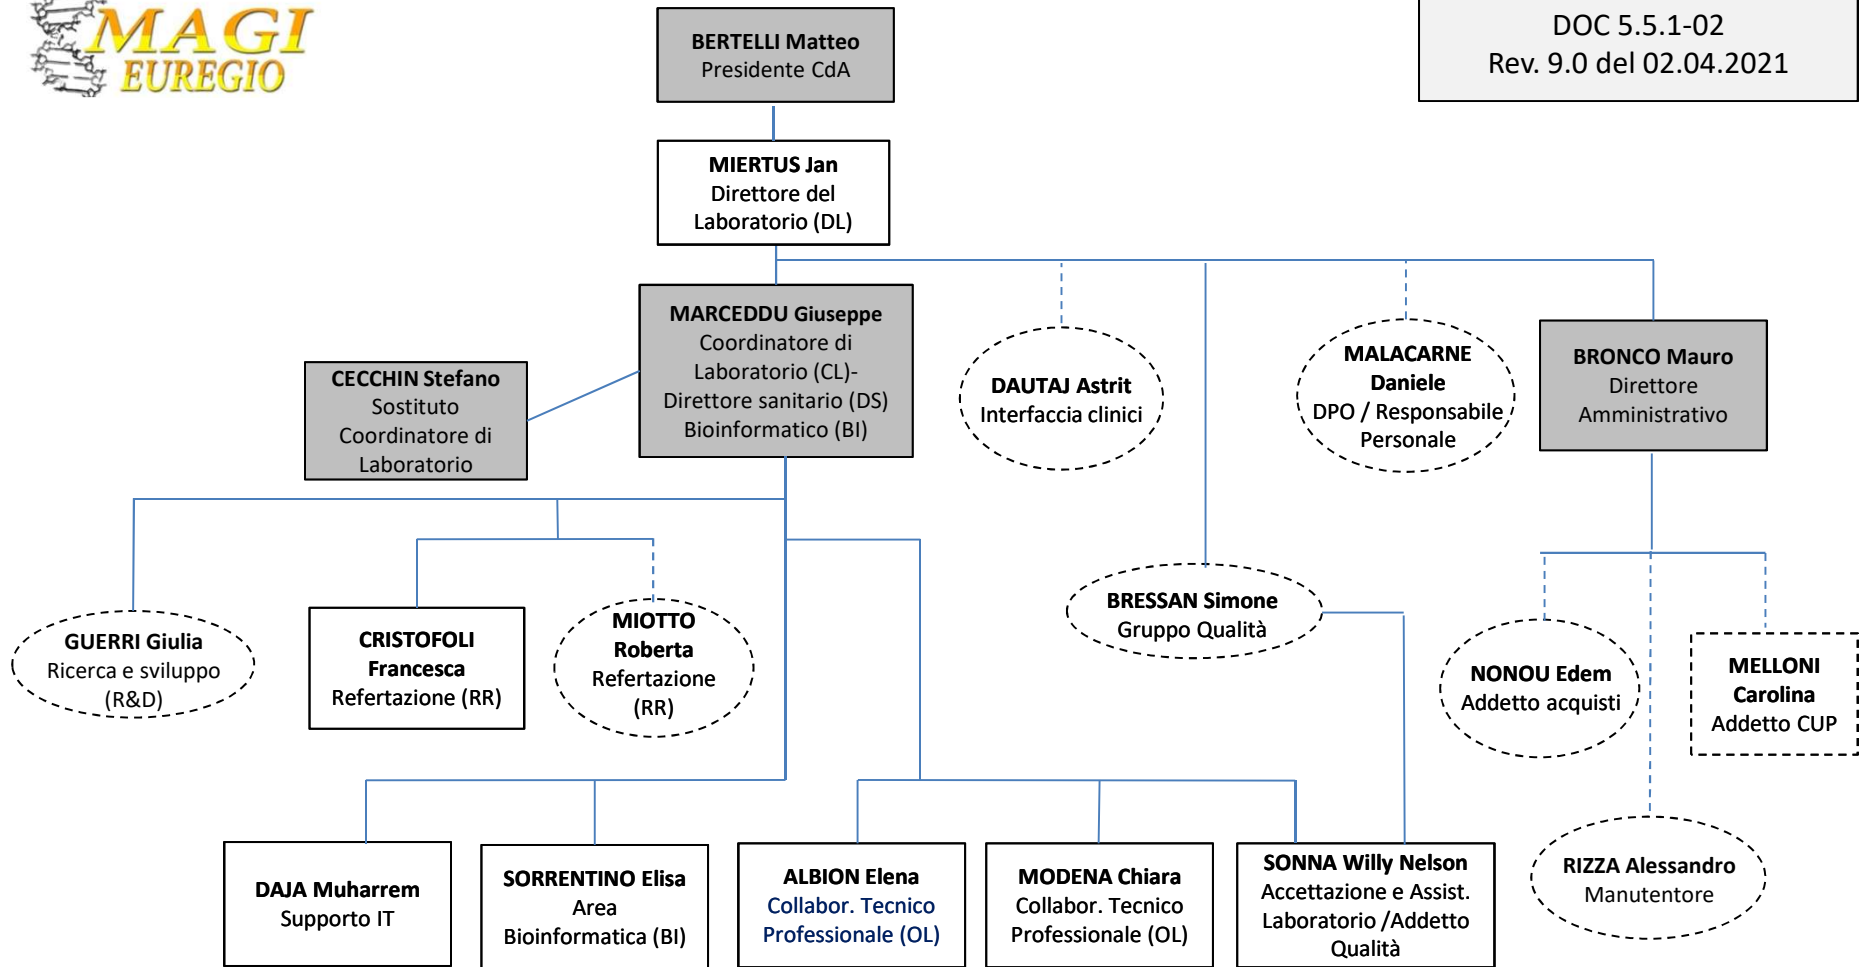 MAGI
EUREGIO
BERTELLI Matteo
Presidente CdA
DOC 5.5.1-02
Rev. 9.0 del 02.04.2021
MIERTUS Jan
Direttore del
Laboratorio (DL)
MARCEDDU Giuseppe
Coordinatore di
Laboratorio (CL)-
Direttore sanitario (DS)
Bioinformatico (BI)
CECCHIN Stefano
Sostituto
Coordinatore di
Laboratorio
DAUTAJ Astrit
Interfaccia clinici
MALACARNE
Daniele
DPO / Responsabile
Personale
BRONCO Mauro
Direttore
Amministrativo
GUERRI Giulia
Ricerca e sviluppo
(R&D)
CRISTOFOLI
Francesca
Refertazione (RR)
MIOTTO
Roberta
Refertazione
(RR)
BRESSAN Simone
Gruppo Qualità
NONOU Edem
Addetto acquisti
MELLONI
Carolina
Addetto CUP
DAJA Muharrem
Supporto IT
SORRENTINO Elisa
Area
Bioinformatica (BI)
ALBION Elena
Collabor. Tecnico
Professionale (OL)
MODENA Chiara
Collabor. Tecnico
Professionale (OL)
SONNA Willy Nelson
Accettazione e Assist.
Laboratorio /Addetto
Qualità
RIZZA Alessandro
Manutentore